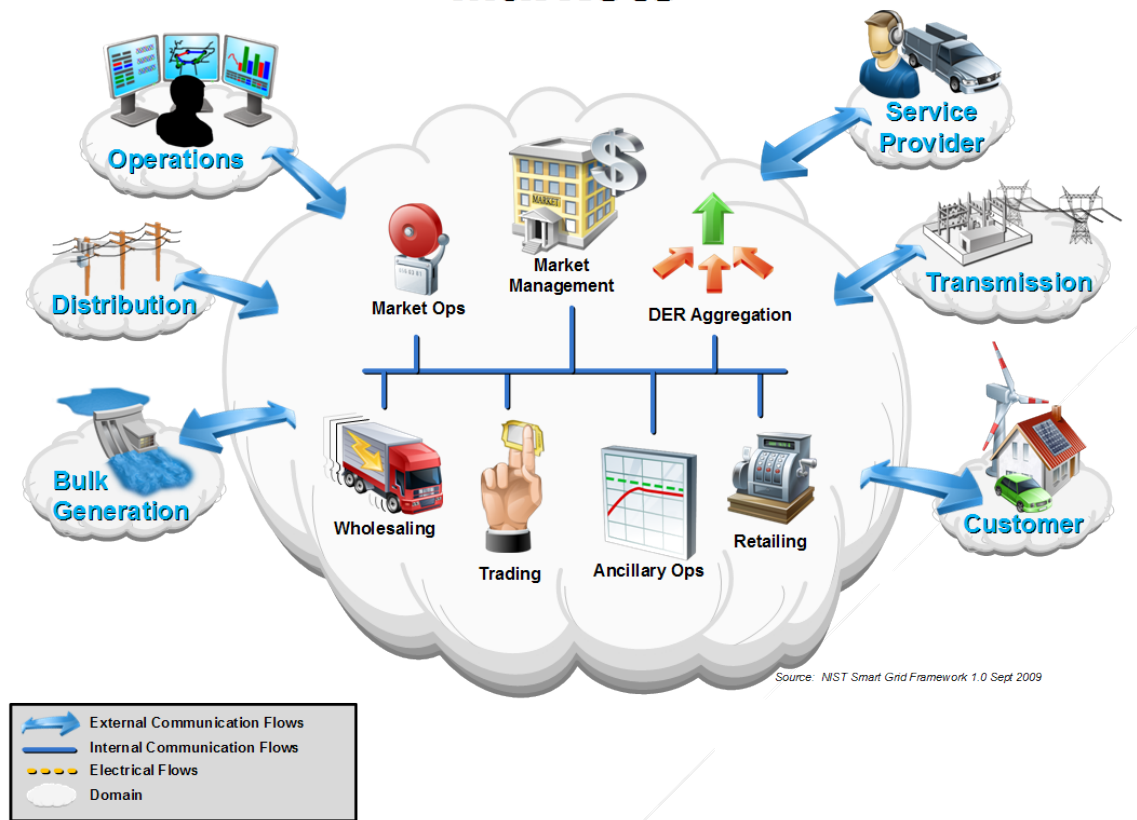 Operations
Service
Provider
MARKET
Market
Management
Market Ops
DER Aggregation
Distribution
Transmission
Bulk
Generation
Wholesaling
Trading
Ancillary Ops
Retailing
Customer
Source: NIST Smart Grid Framework 1.0 Sept 2009
External Communication Flows
Internal Communication Flows
Electrical Flows
Domain